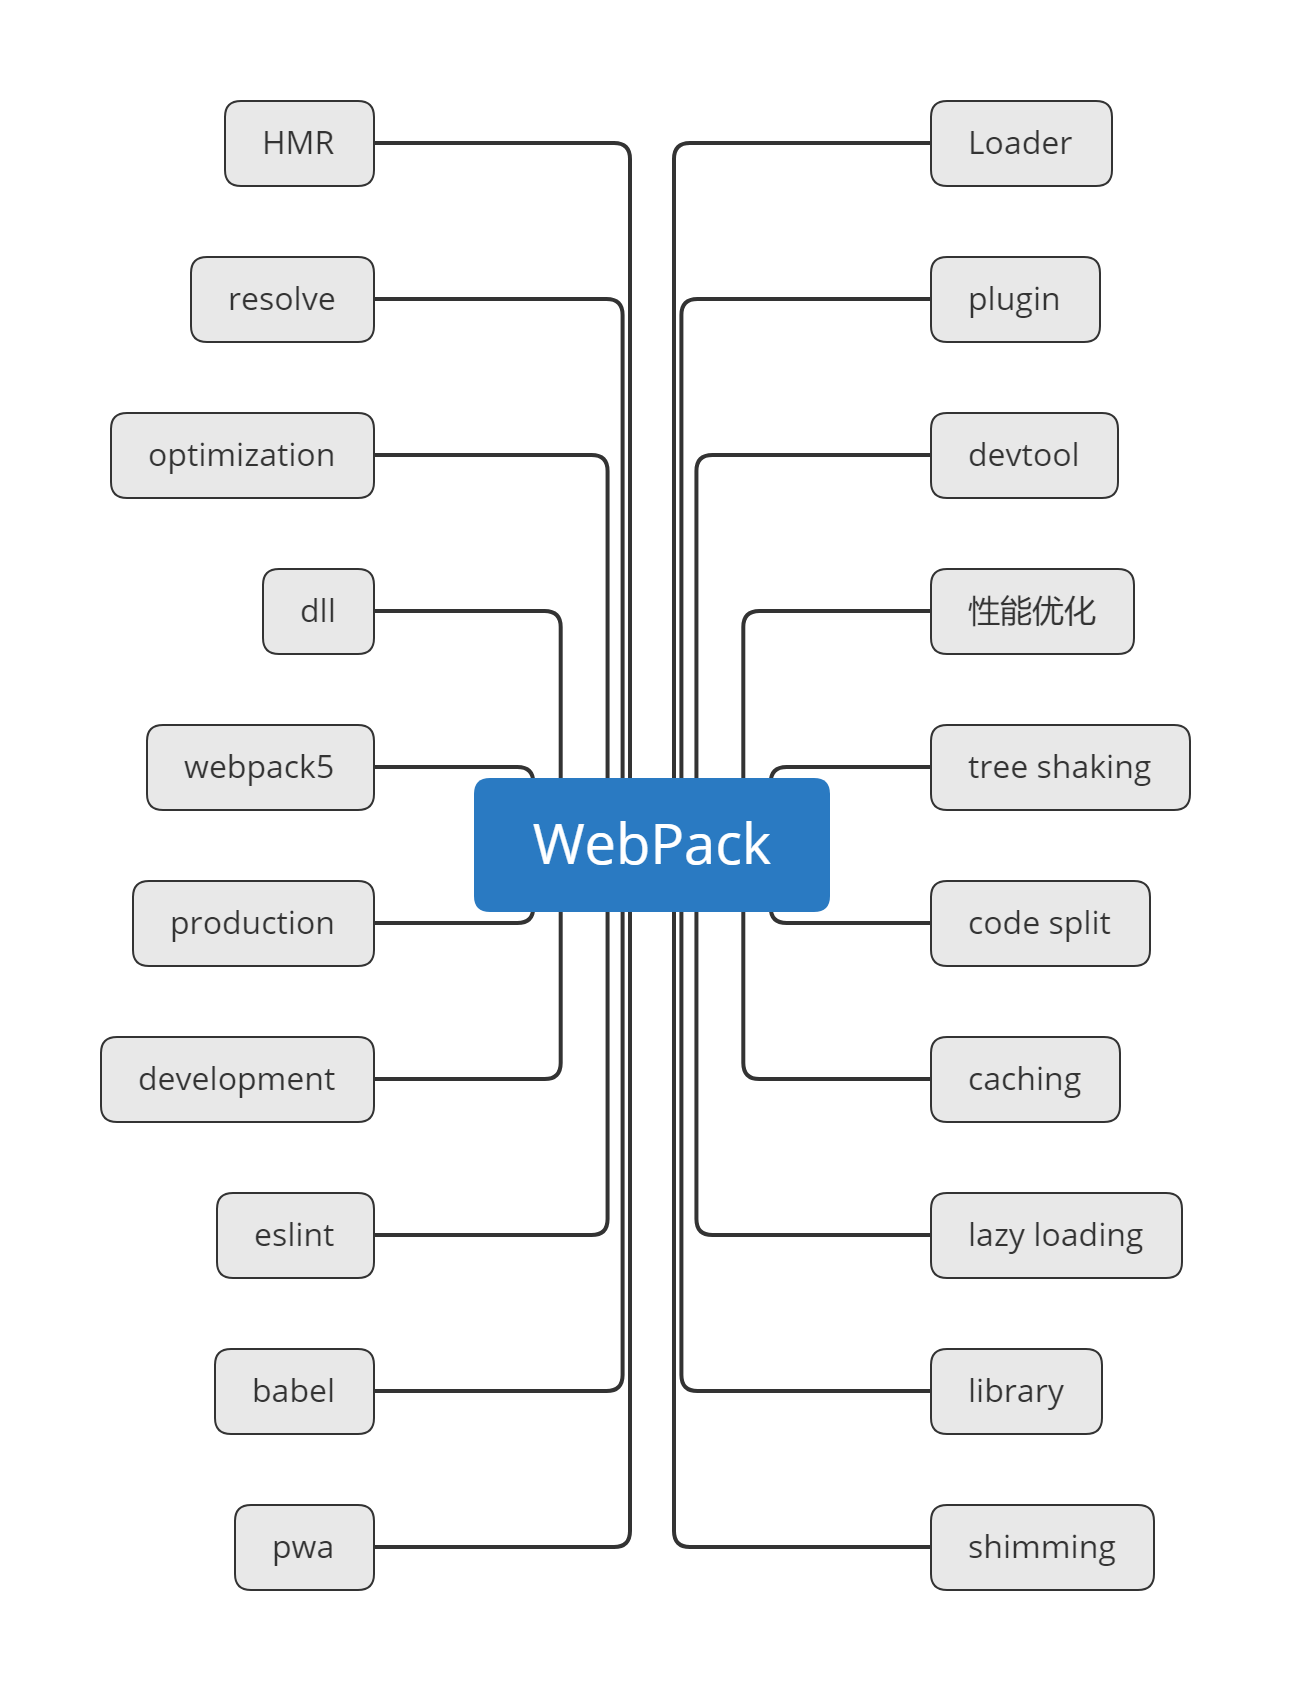 HMR
Loader
resolve
plugin
optimization
devtool
dll
性能优化
webpack5
tree shaking
WebPack
production
code split
development
caching
eslint
lazy loading
babel
library
pwa
shimming